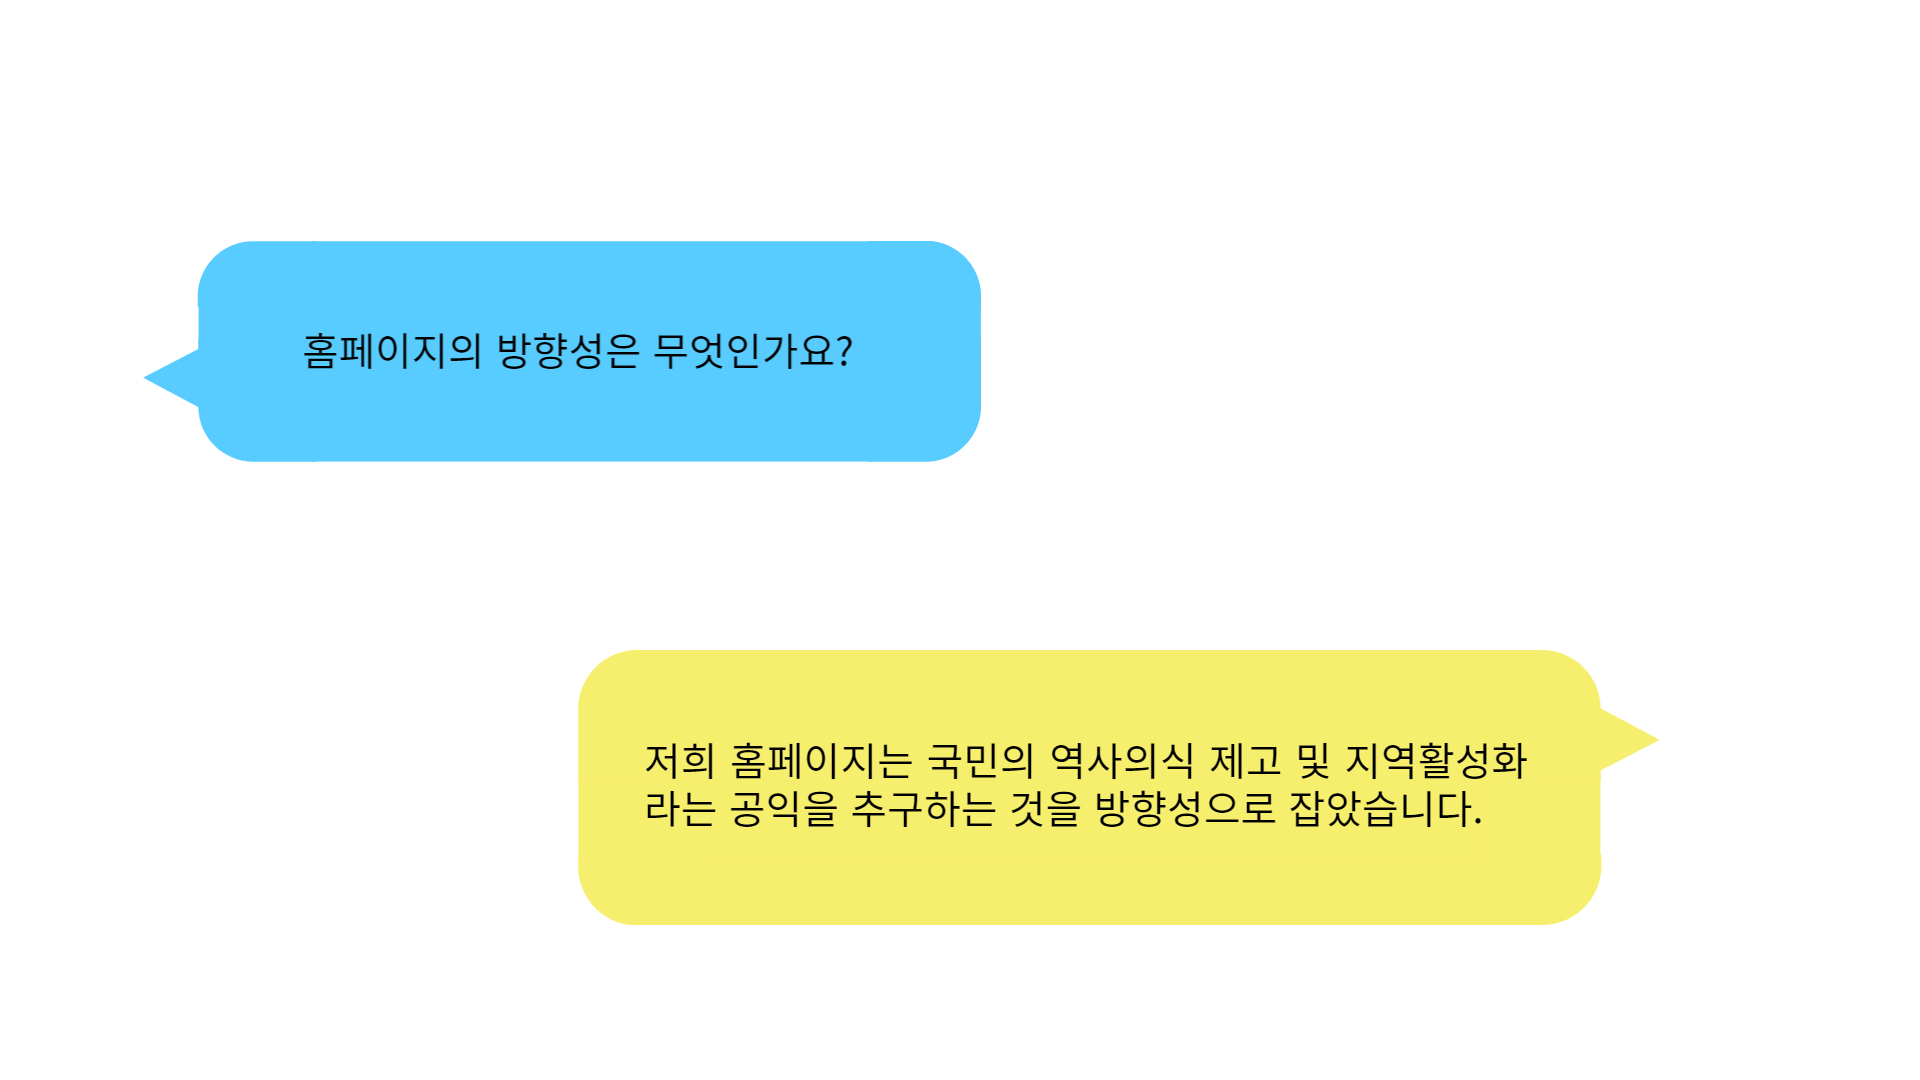 홈페이지의 방향성은 무엇인가요?
저희 홈페이지는 국민의 역사의식 제고 및 지역활성화
라는 공익을 추구하는 것을 방향성으로 잡았습니다.